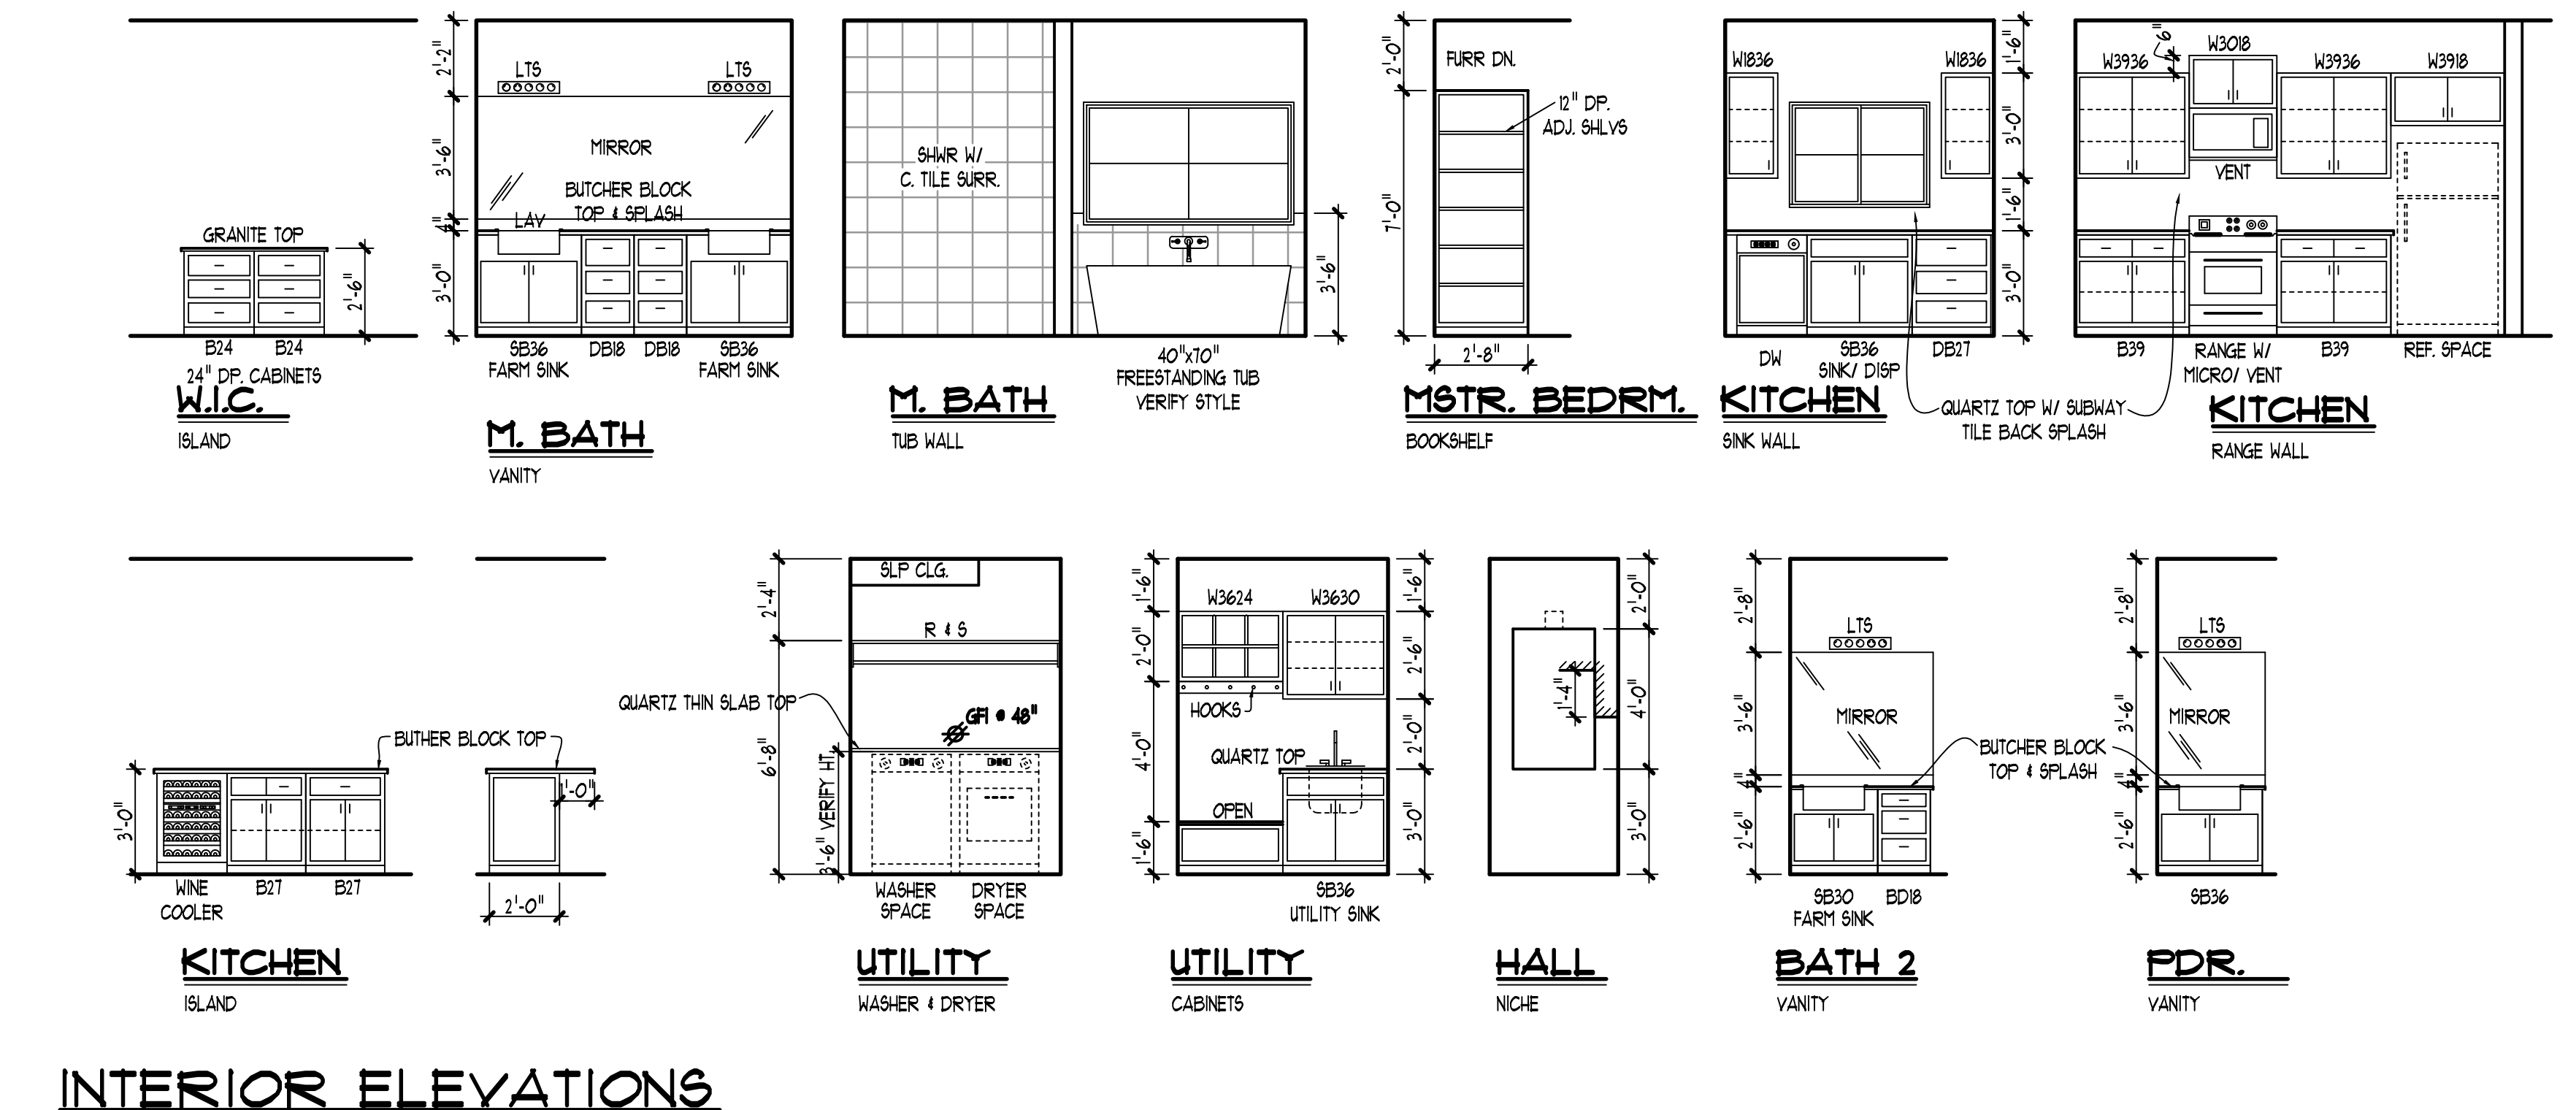 GRANITE TOP
2'-6"
B24 B24
24" DP. CABINETS
W.I.C.
ISLAND
2'-2"
3'-6"
4"
3'-0"
LTS LTS
MIRROR
BUTCHER BLOCK
TOP & SPLASH
LAV
SB36 DB18 DB18 SB36
FARM SINK FARM SINK
M. BATH
VANITY
SHWR W/
C. TILE SURR.
3'-6"
40"x70"
FREESTANDING TUB
VERIFY STYLE
M. BATH
TUB WALL
2'-0"
7'-0"
FURR DN.
12" DP.
ADJ. SHLVS
2'-8"
MSTR. BEDRM.
BOOKSHELF
W1836 W1836
1'-6"
3'-0"
1'-6"
3'-0"
DW SB36 DB27
SINK/ DISP
KITCHEN
SINK WALL
QUARTZ TOP W/ SUBWAY
TILE BACK SPLASH
6"
W3936 W3018 W3936 W3918
VENT
B39 RANGE W/ B39 REF. SPACE
MICRO/ VENT
KITCHEN
RANGE WALL
BUTHER BLOCK TOP
3'-0"
1'-0"
2'-0"
WINE B27 B27
COOLER
KITCHEN
ISLAND
2'-4"
6'-8"
3'-6" VERIFY HT.
SLP CLG.
R & S
QUARTZ THIN SLAB TOP
GFI @ 48"
WASHER DRYER
SPACE SPACE
UTILITY
WASHER & DRYER
1'-6"
2'-0"
4'-0"
1'-6"
W3624 W3630
HOOKS
QUARTZ TOP
OPEN
1'-6"
2'-6"
2'-0"
3'-0"
SB36
UTILITY SINK
UTILITY
CABINETS
1'-4"
2'-0"
4'-0"
3'-0"
HALL
NICHE
2'-8"
3'-6"
4"
2'-6"
LTS
MIRROR
SB30 BD18
FARM SINK
BATH 2
VANITY
BUTCHER BLOCK
TOP & SPLASH
2'-8"
3'-6"
4"
2'-6"
LTS
MIRROR
SB36
PDR.
VANITY
INTERIOR ELEVATIONS